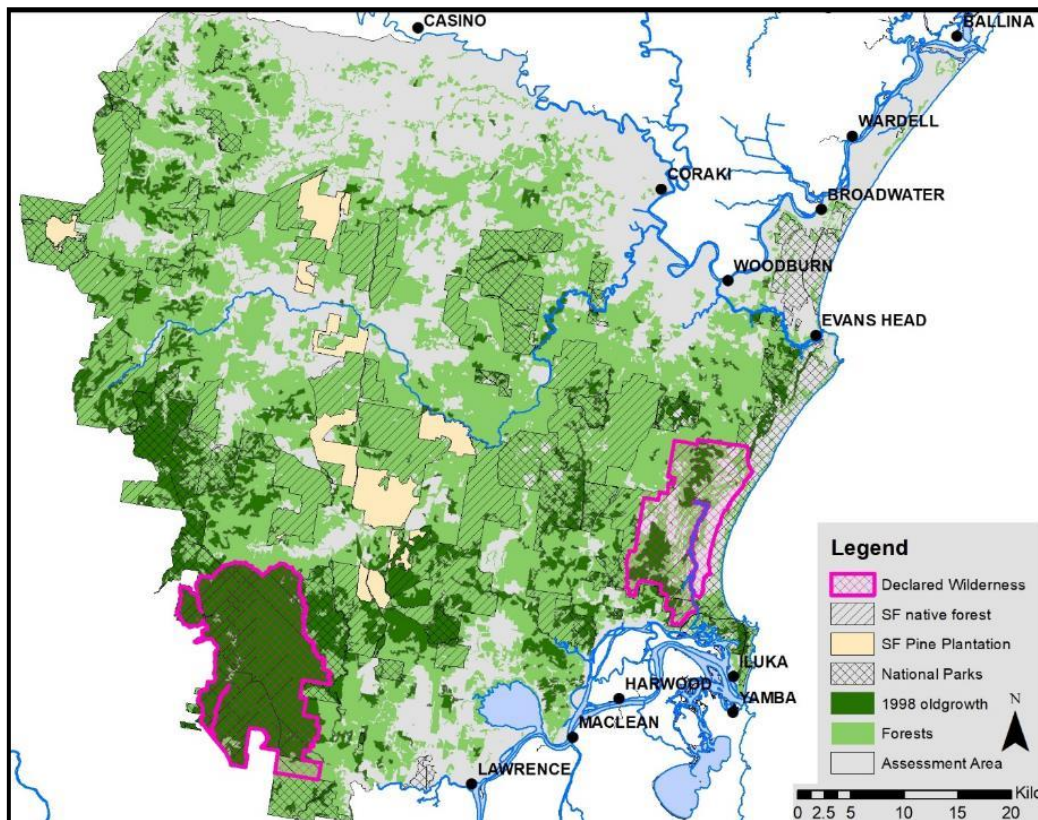 CASINO
BALLINA
WARDELL
CORAKI
BROADWATER
WOODBURN
EVANS HEAD
ILUKA
HARWOOD
YAMBA
MACLEAN
LAWRENCE
Legend
Declared Wilderness
SF native forest
SF Pine Plantation
National Parks
1998 oldgrowth
Forests
Assessment Area
N
Kilo
0 2.5 5 10 15 20